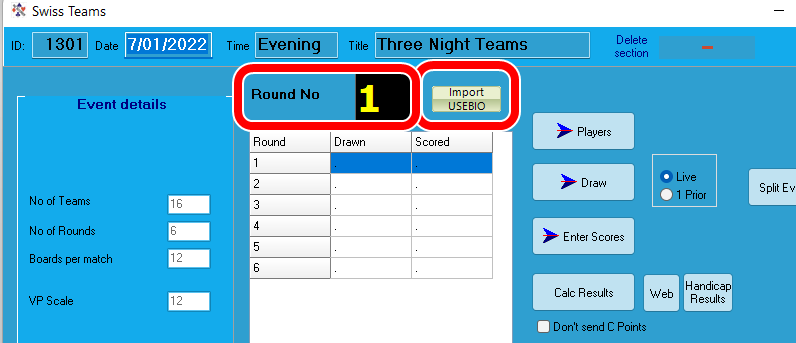 Swiss Teams
ID: 1301 Date 7/01/2022 Time Evening Title Three Night Teams Delete section
Event details
No of Teams 16
No of Rounds 6
Boards per match 12
VP Scale 12
Round No 1
Import
USEBIO
Round Drawn Scored
1 . .
2 . .
3 . .
4 . .
5 . .
6 . .
Players
Draw
Enter Scores
Live
1 Prior
Split Ev
Calc Results
Web
Handicap
Results
Don't send C Points